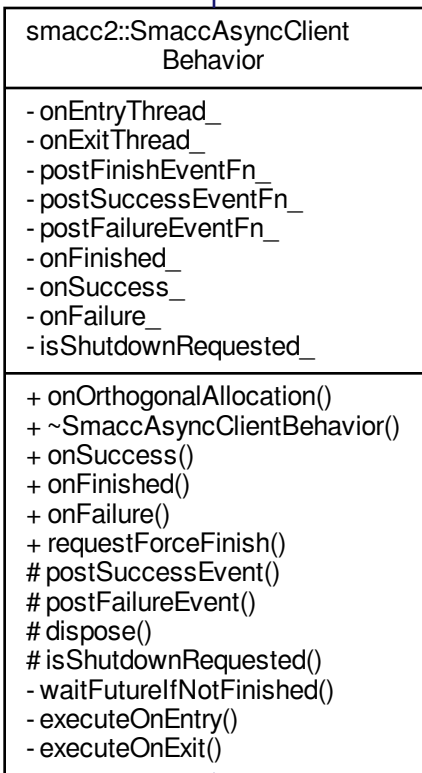 smacc2::SmaccAsyncClient
Behavior
- onEntryThread_
- onExitThread_
- postFinishEventFn_
- postSuccessEventFn_
- postFailureEventFn_
- onFinished_
- onSuccess_
- onFailure_
- isShutdownRequested_
+ onOrthogonalAllocation()
+ ~SmaccAsyncClientBehavior()
+ onSuccess()
+ onFinished()
+ onFailure()
+ requestForceFinish()
# postSuccessEvent()
# postFailureEvent()
# dispose()
# isShutdownRequested()
- waitFutureIfNotFinished()
- executeOnEntry()
- executeOnExit()